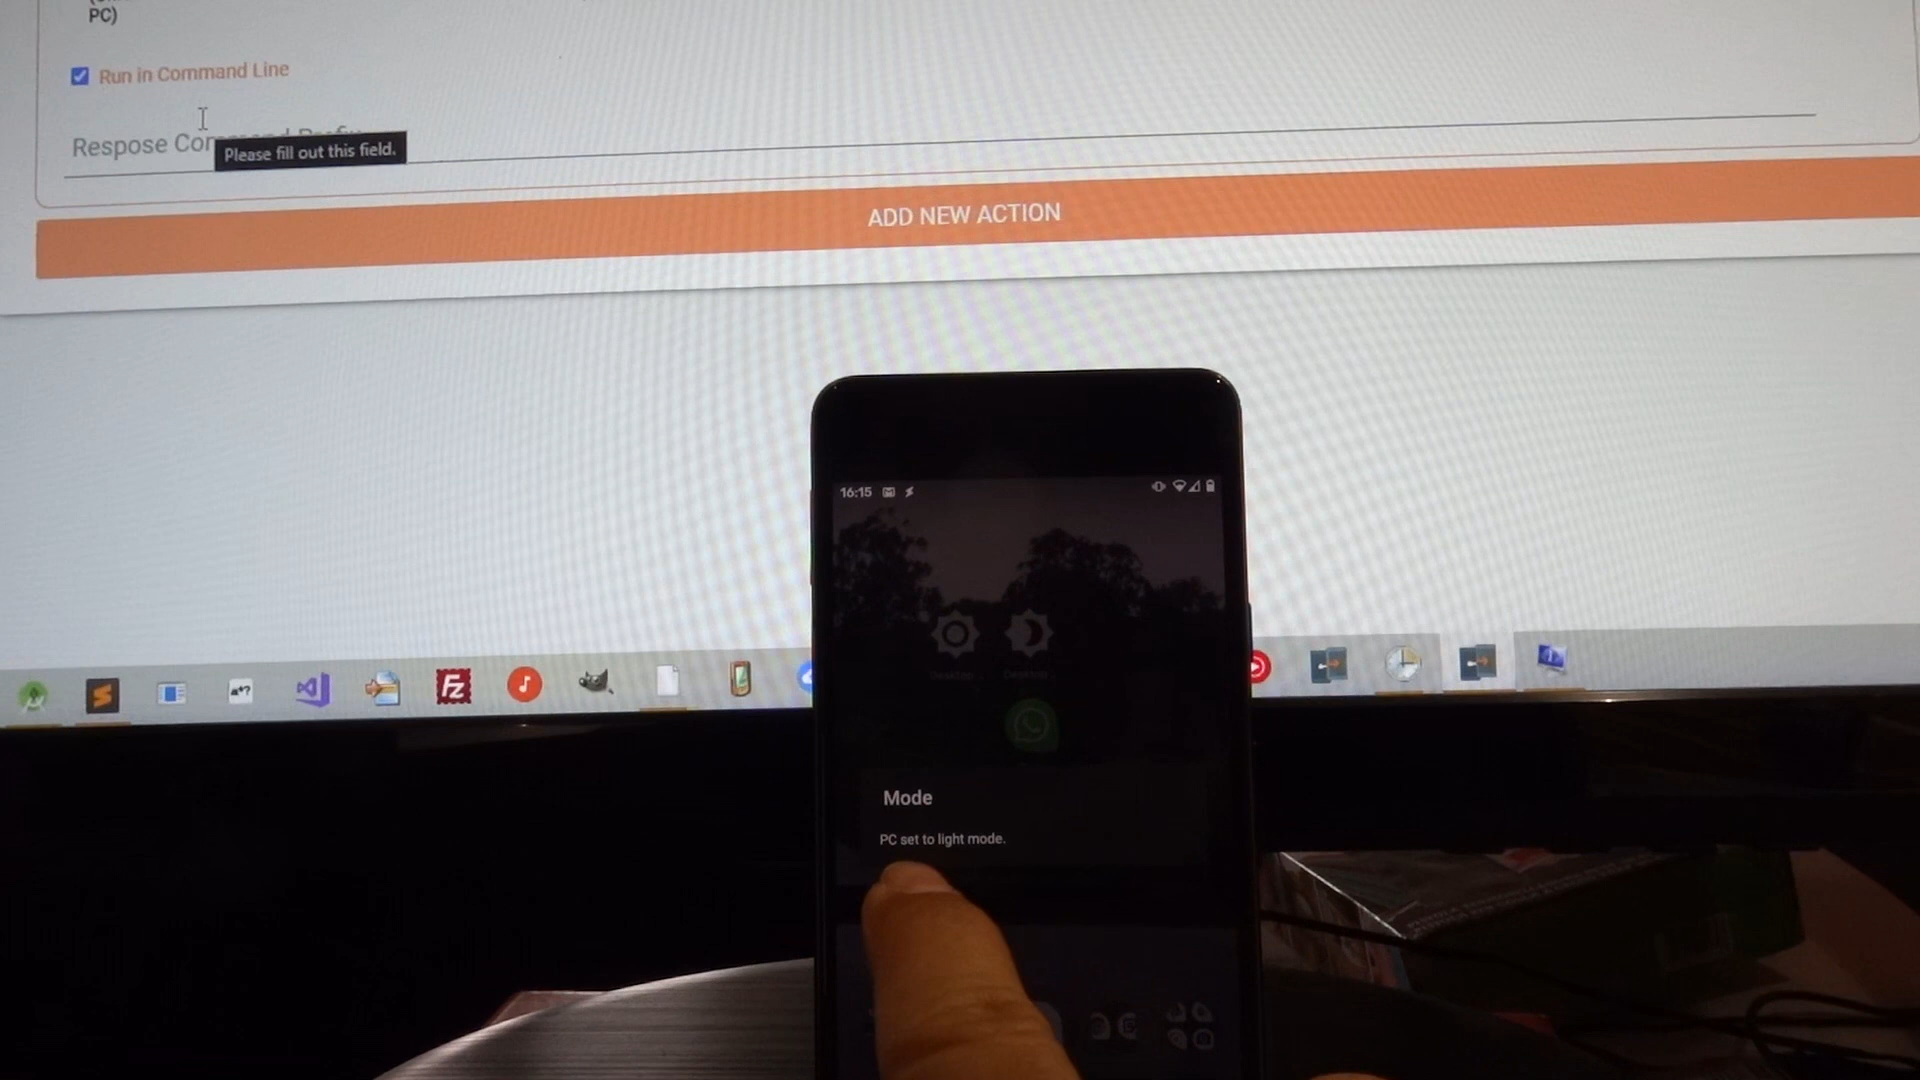 PC)
Run in Command Line
Respose
Please fill out this field.
ADD NEW ACTION
16:15
Mode
PC set to light mode.
Fz
a*?